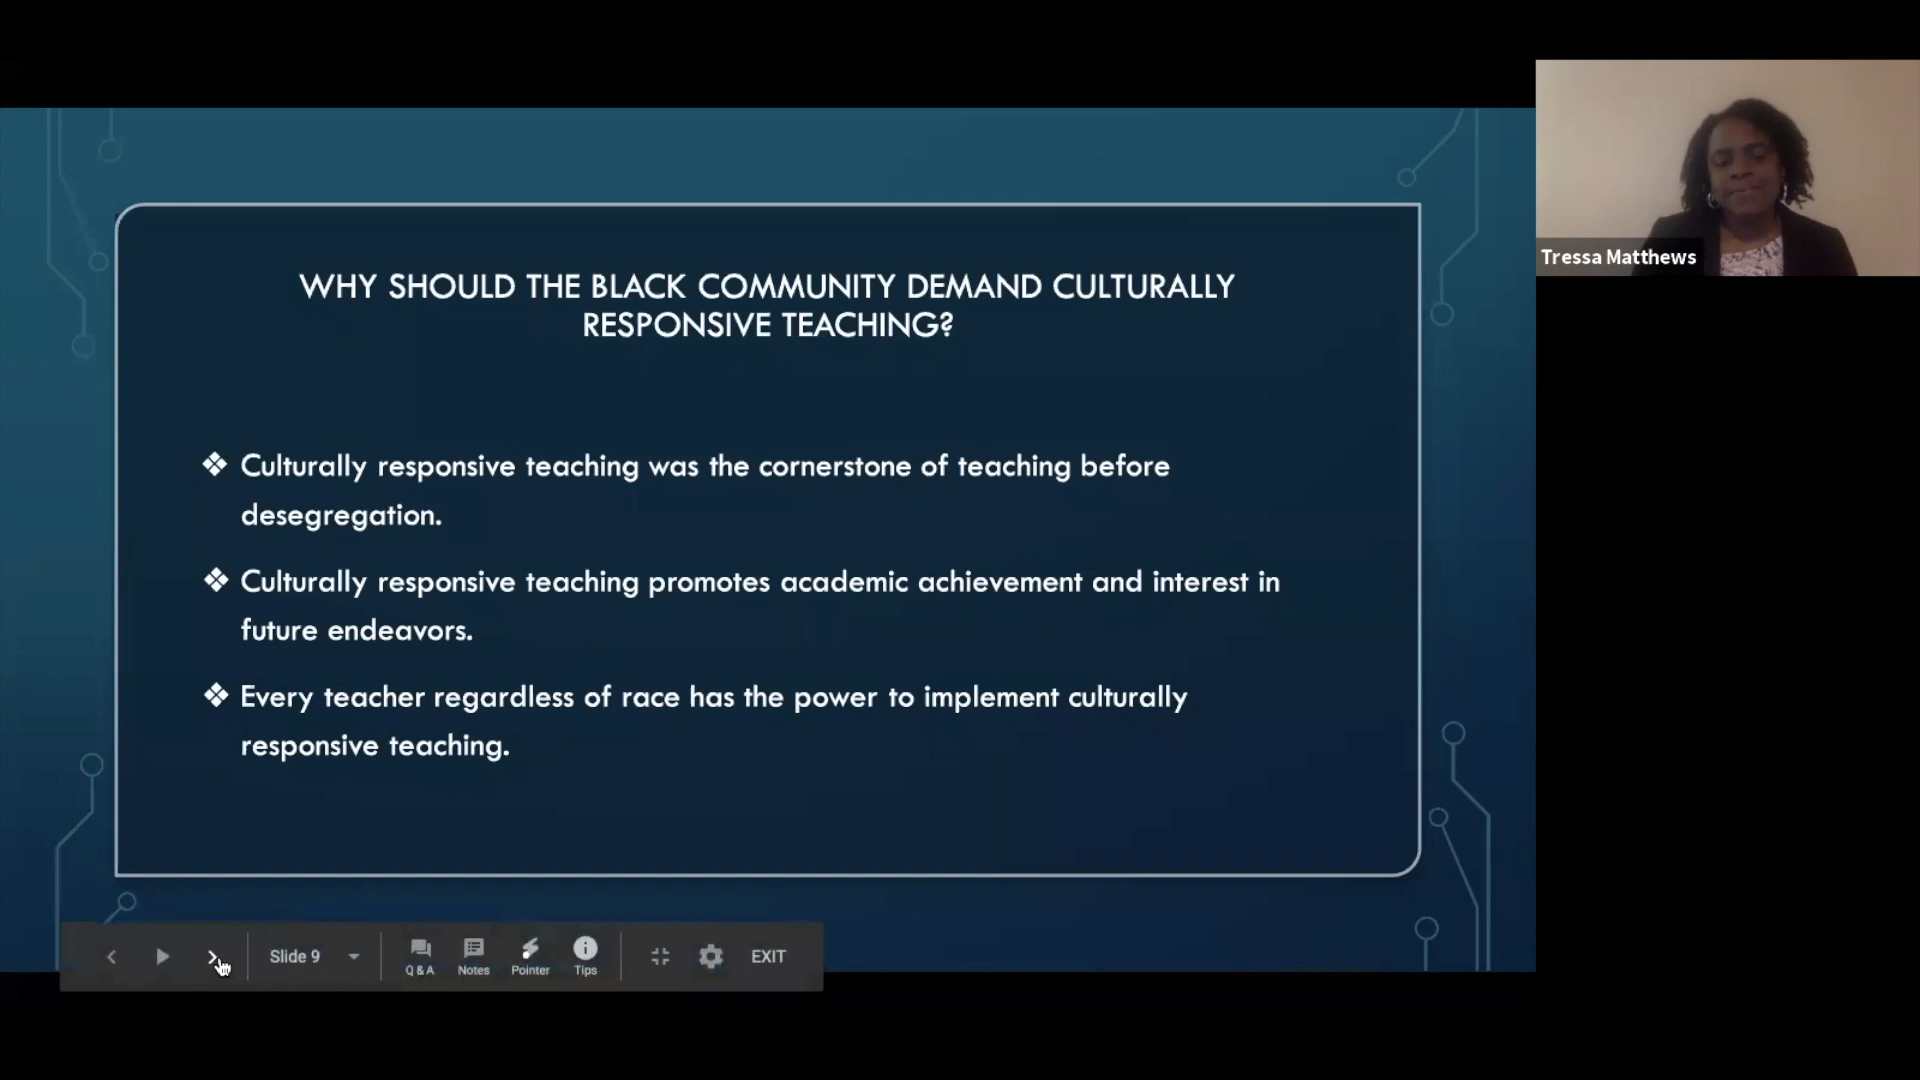 WHY SHOULD THE BLACK COMMUNITY DEMAND CULTURALLY
RESPONSIVE TEACHING?
❖ Culturally responsive teaching was the cornerstone of teaching before
desegregation.
❖ Culturally responsive teaching promotes academic achievement and interest in
future endeavors.
❖ Every teacher regardless of race has the power to implement culturally
responsive teaching.
Tressa Matthews
Slide 9
Q & A
Notes
Pointer
Tips
EXIT